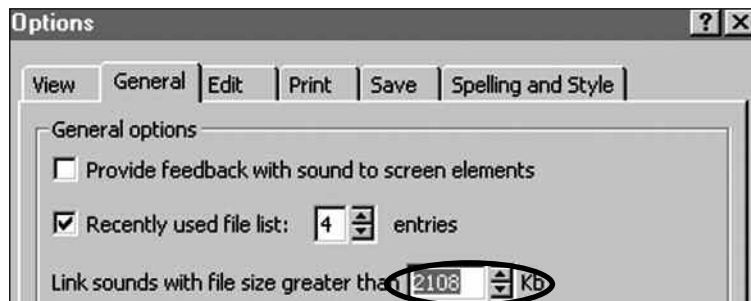 Options ? ×
View General Edit Print Save Spelling and Style
General options
Provide feedback with sound to screen elements
Recently used file list: 4 entries
Link sounds with file size greater than 2108 Kb